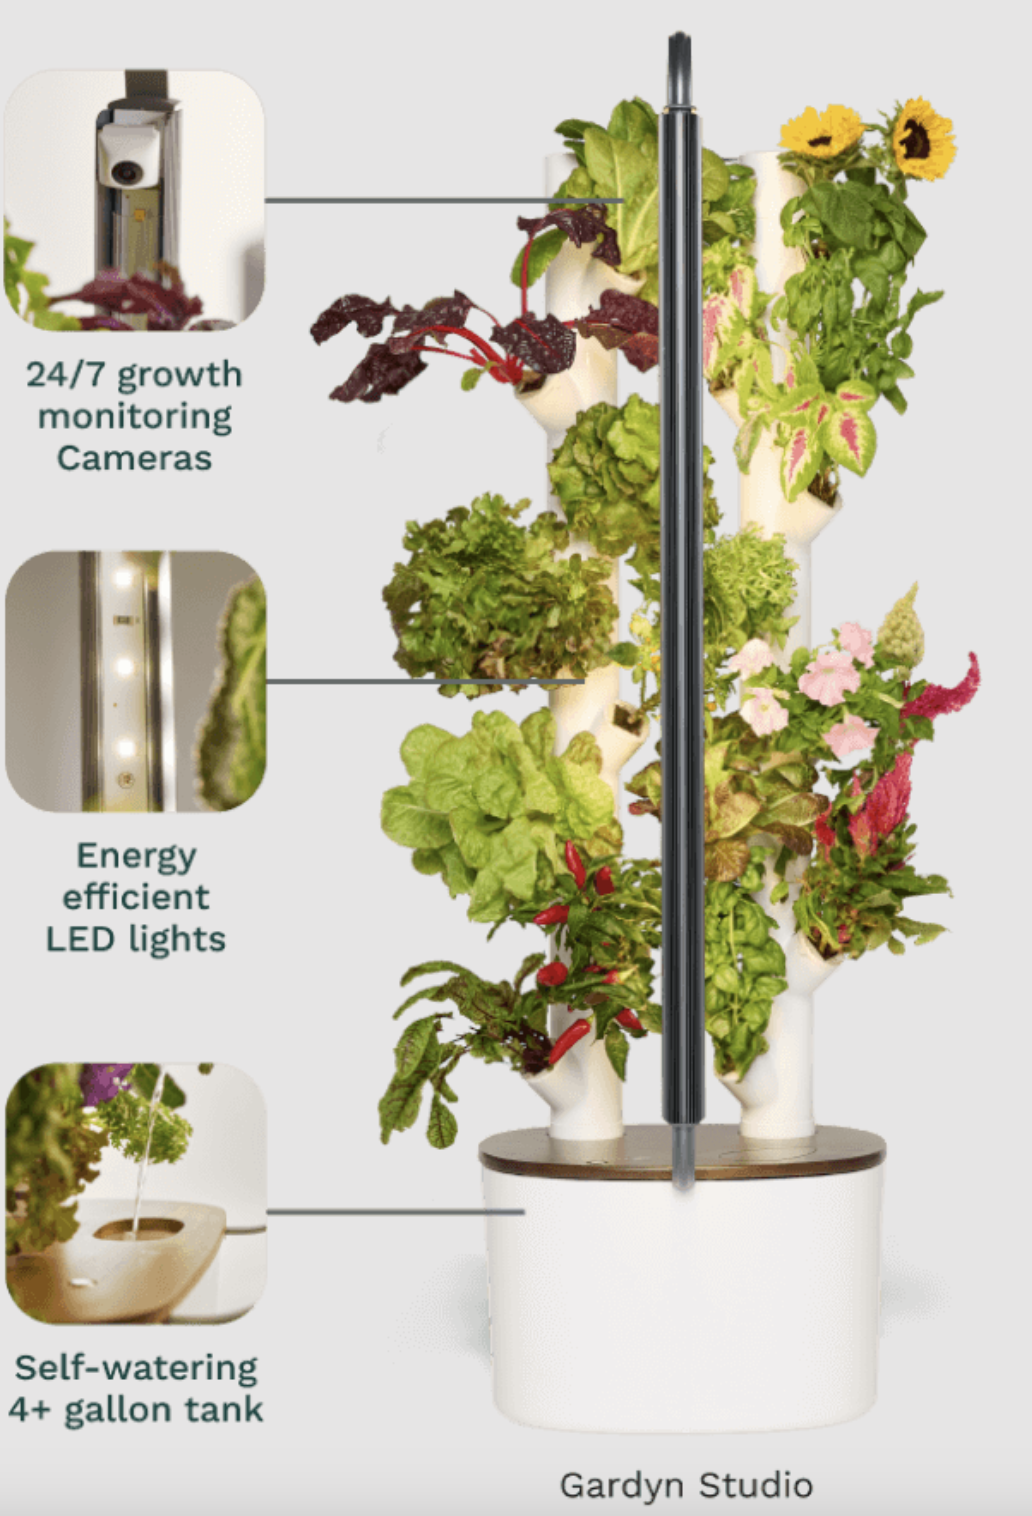 24/7 growth
monitoring
Cameras
Energy
efficient
LED lights
Self-watering
4+ gallon tank
Gardyn Studio